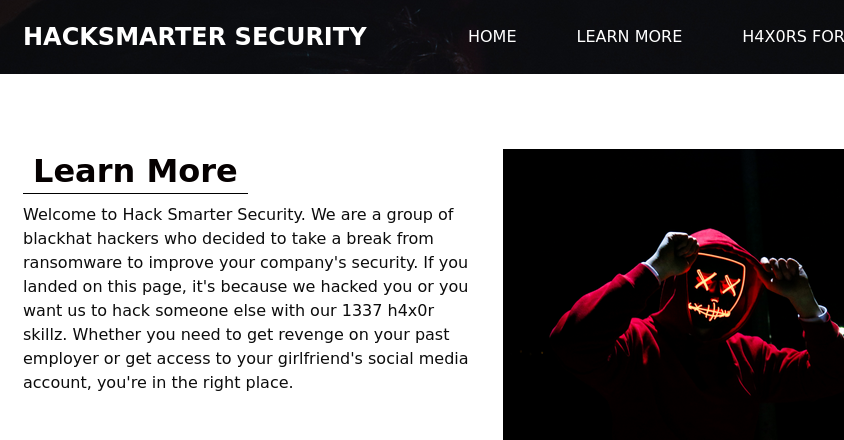 HACKSMARTER SECURITY
HOME
LEARN MORE
H4X0RS FOR
Learn More
Welcome to Hack Smarter Security. We are a group of
blackhat hackers who decided to take a break from
ransomware to improve your company's security. If you
landed on this page, it's because we hacked you or you
want us to hack someone else with our 1337 h4x0r
skillz. Whether you need to get revenge on your past
employer or get access to your girlfriend's social media
account, you're in the right place.